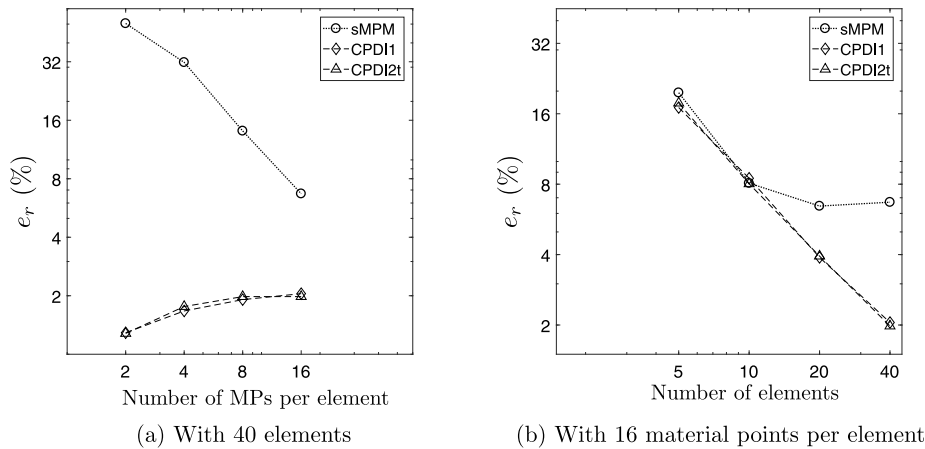 sMPM
CPDI1
CPDI2t
32
16
8
4
2
e_r (%)
2 4 8 16
Number of MPs per element
(a) With 40 elements
sMPM
CPDI1
CPDI2t
32
16
8
4
2
e_r (%)
5 10 20 40
Number of elements
(b) With 16 material points per element